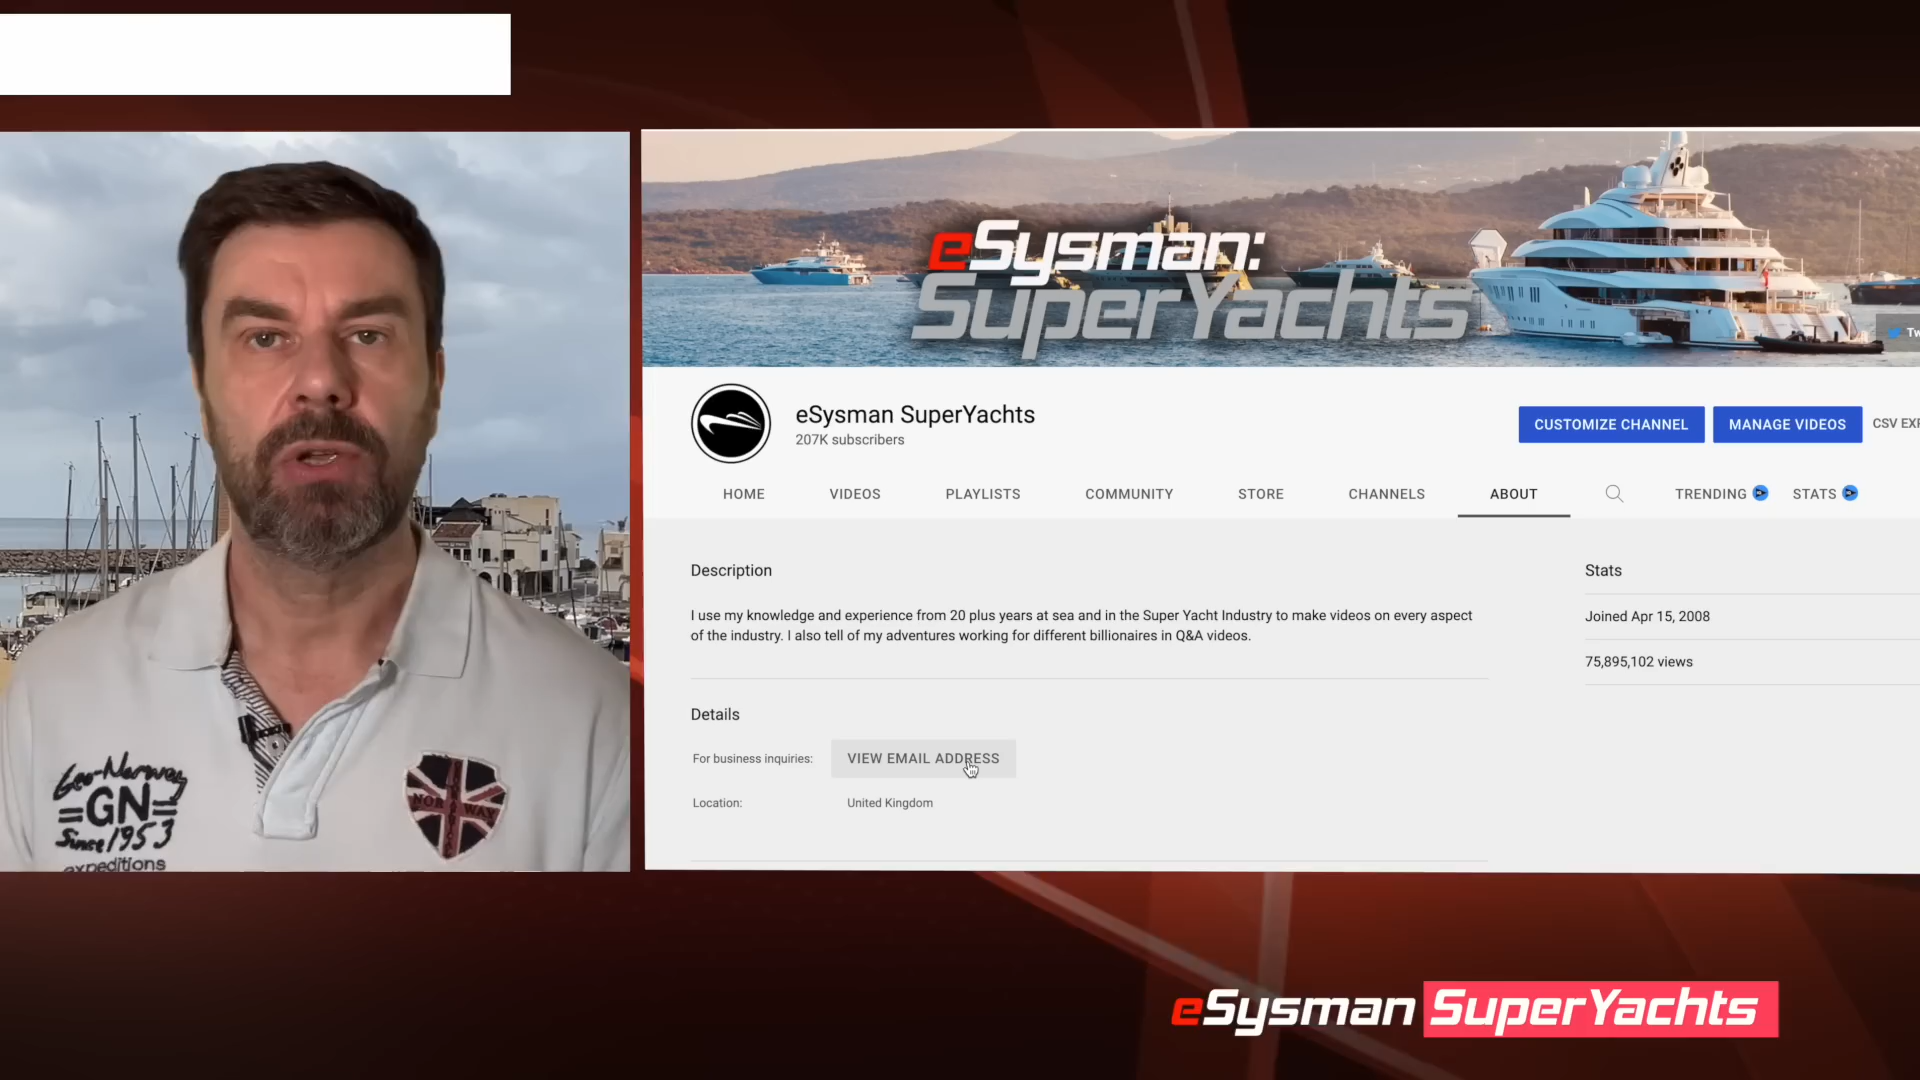 eSysman:
SuperYachts
eSysman SuperYachts
207K subscribers
CUSTOMIZE CHANNEL
MANAGE VIDEOS
HOME
VIDEOS
PLAYLISTS
COMMUNITY
STORE
CHANNELS
ABOUT
TRENDING
STATS
Description
I use my knowledge and experience from 20 plus years at sea and in the Super Yacht Industry to make videos on every aspect
of the industry. I also tell of my adventures working for different billionaires in Q&A videos.
Stats
Joined Apr 15, 2008
75,895,102 views
Details
For business inquiries:
VIEW EMAIL ADDRESS
Location:
United Kingdom
Geo-Norway
=GN=
Since 1953
expeditions
NORWAY
eSysman SuperYachts